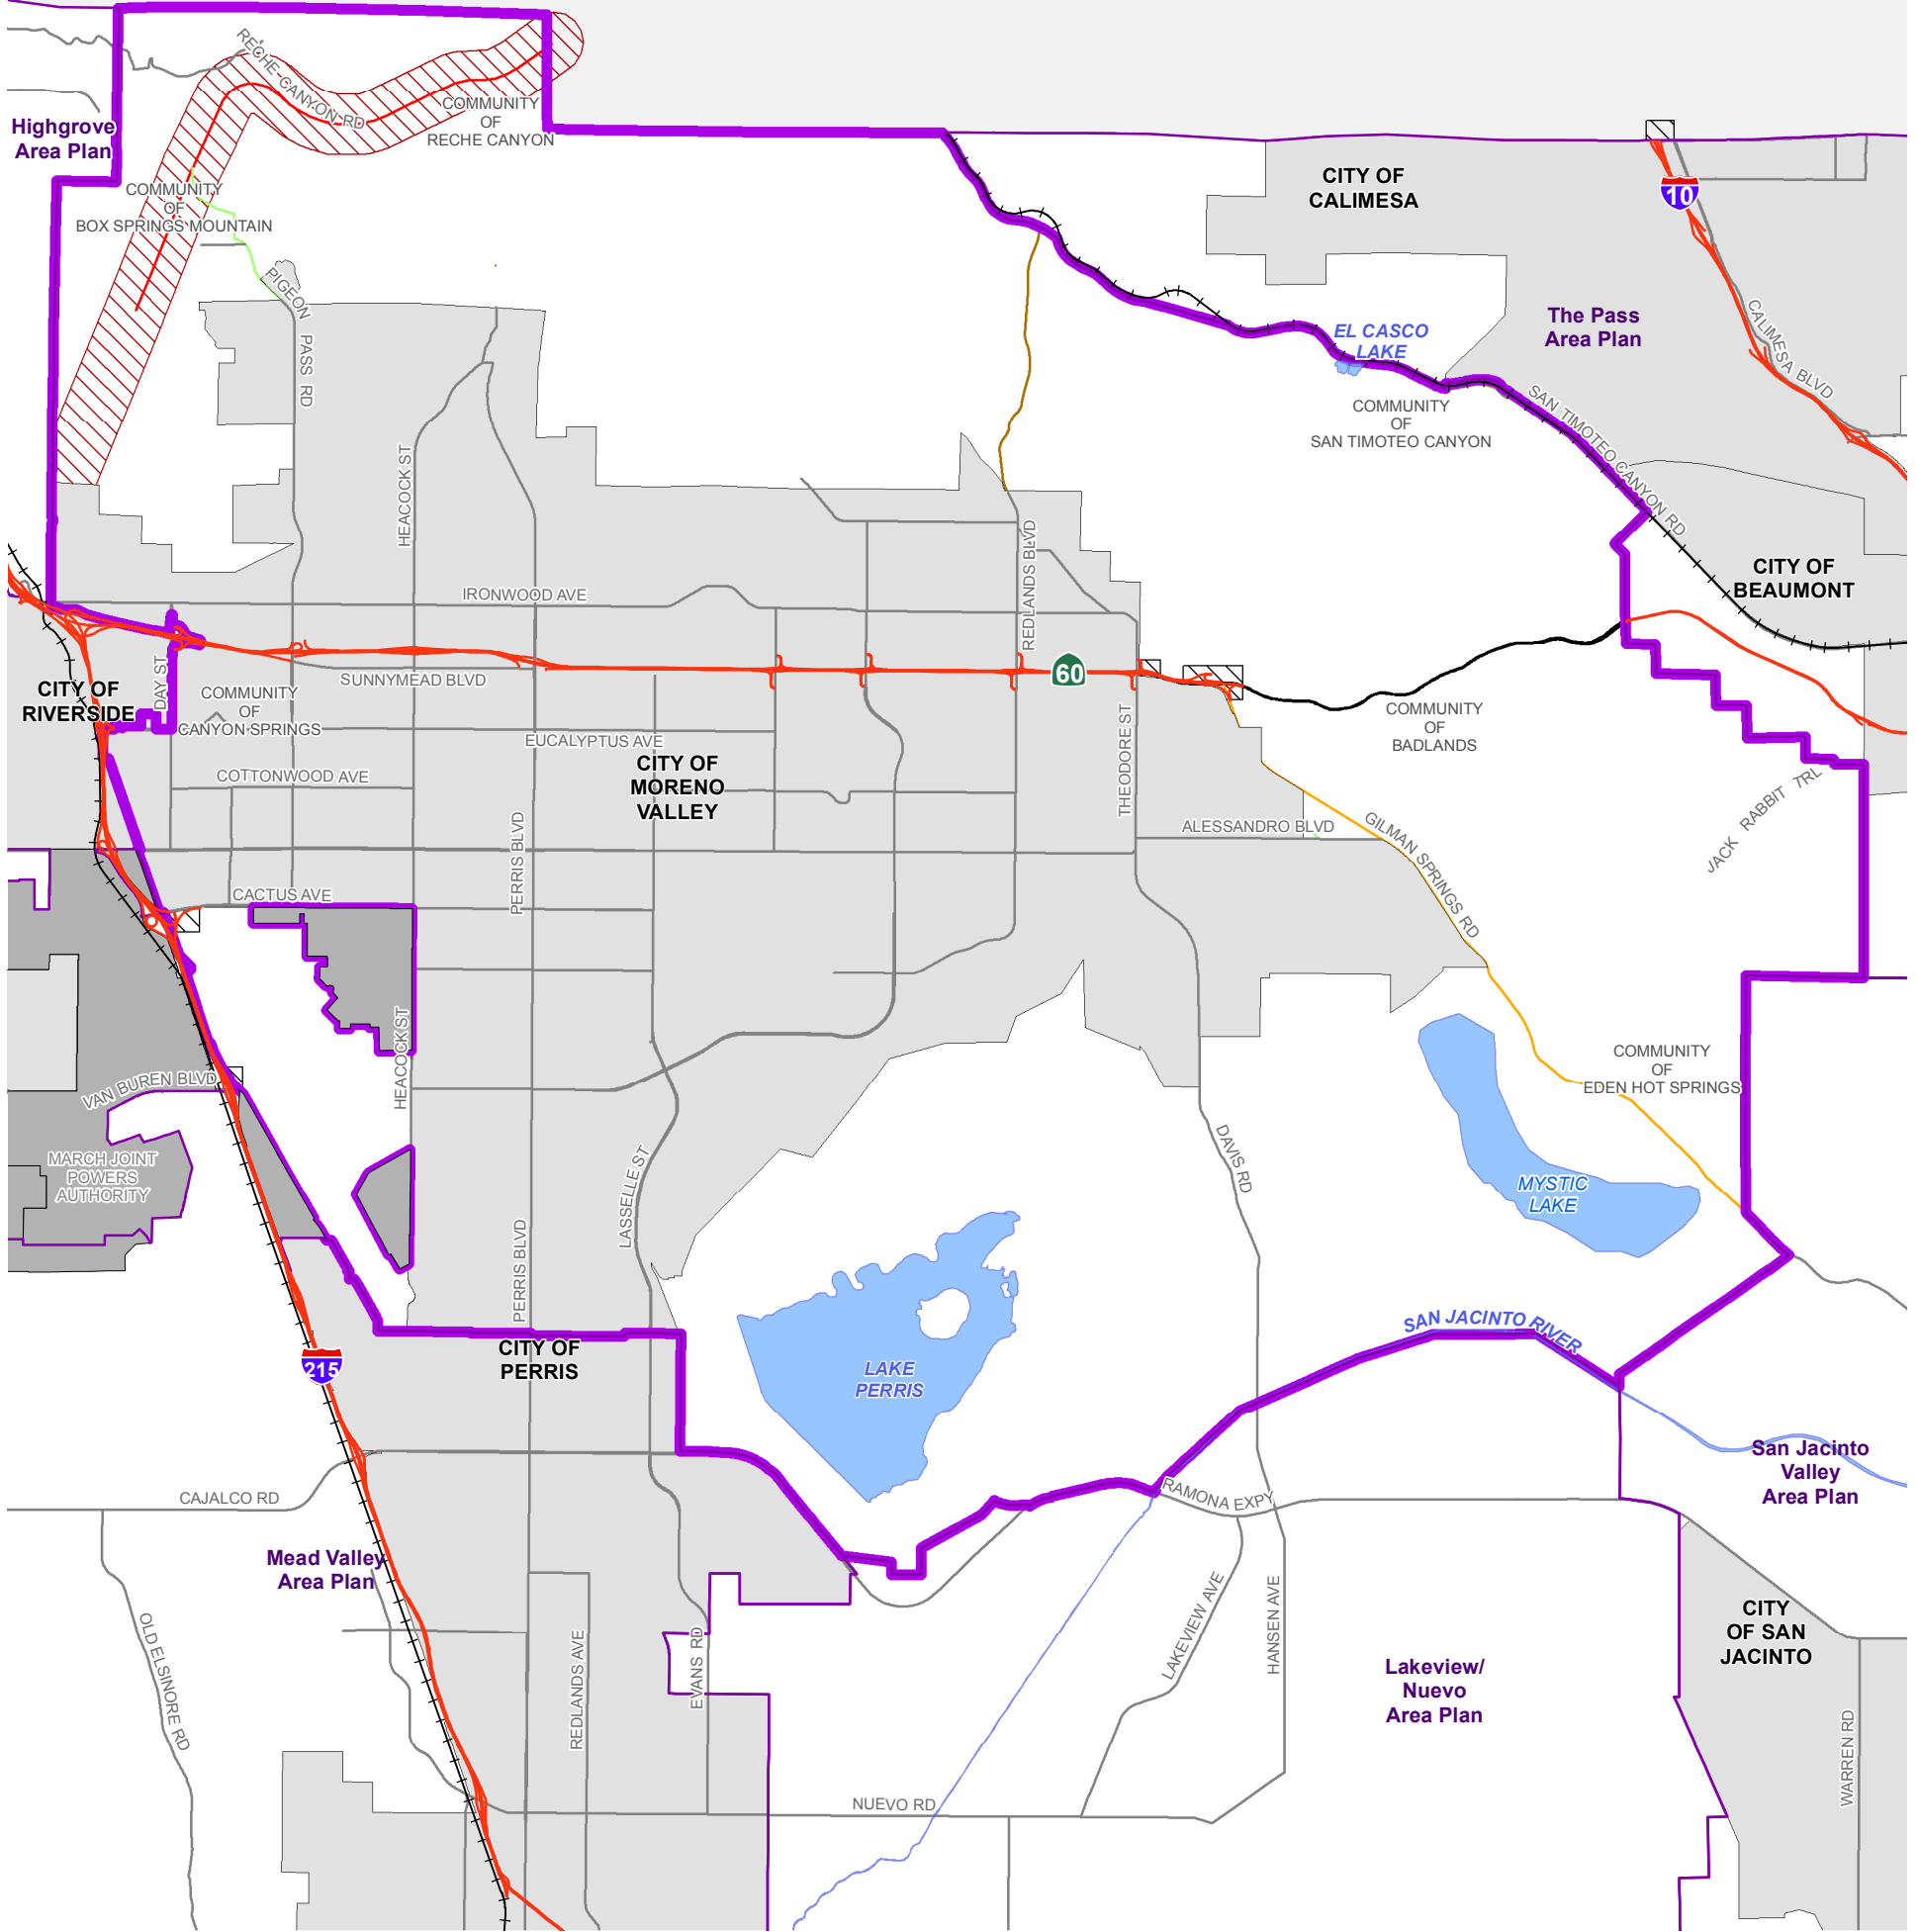 RECHE CANYON RD
COMMUNITY
OF
RECHE CANYON
Highgrove
Area Plan
CITY OF
CALIMESA
10
COMMUNITY
OF
BOX SPRINGS MOUNTAIN
PIGEON
PASS RD
EL CASCO
LAKE
The Pass
Area Plan
CALIMESA BLVD
COMMUNITY
OF
SAN TIMOTEO CANYON
SAN TIMOTEO CANYON RD
HEACOCK ST
REDLANDS BLVD
CITY OF
BEAUMONT
IRONWOOD AVE
DAY ST
CITY OF
RIVERSIDE
SUNNYMEAD BLVD
60
COMMUNITY
OF
CANYON SPRINGS
COMMUNITY
OF
BADLANDS
EUCALYPTUS AVE
CITY OF
MORENO
VALLEY
THEODORE ST
COTTONWOOD AVE
JACK RABBIT TRL
PERRIS BLVD
ALESSANDRO BLVD
GILMAN SPRINGS RD
CACTUS AVE
HEACOCK ST
VAN BUREN BLVD
COMMUNITY
OF
EDEN HOT SPRINGS
MARCH JOINT
POWERS
AUTHORITY
LASSELLE ST
DAVIS RD
MYSTIC
LAKE
PERRIS BLVD
SAN JACINTO RIVER
CITY OF
PERRIS
215
LAKE
PERRIS
San Jacinto
Valley
Area Plan
CAJALCO RD
RAMONA EXPY
Mead Valley
Area Plan
OLD ELSINORE RD
REDLANDS AVE
EVANS RD
LAKEVIEW AVE
HANSEN AVE
CITY
OF SAN
JACINTO
Lakeview/
Nuevo
Area Plan
WARREN RD
NUEVO RD